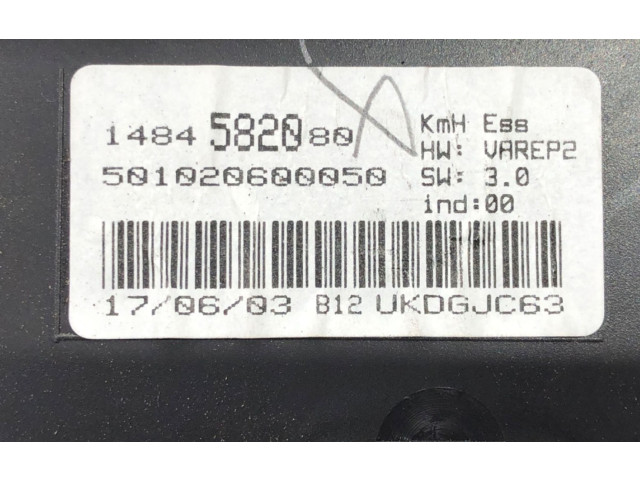 1484 5820 80
501020600050
KmH Ess
HW: VAREP2
SW: 3.0
ind:00
17/06/03 B12 UKDGJC63